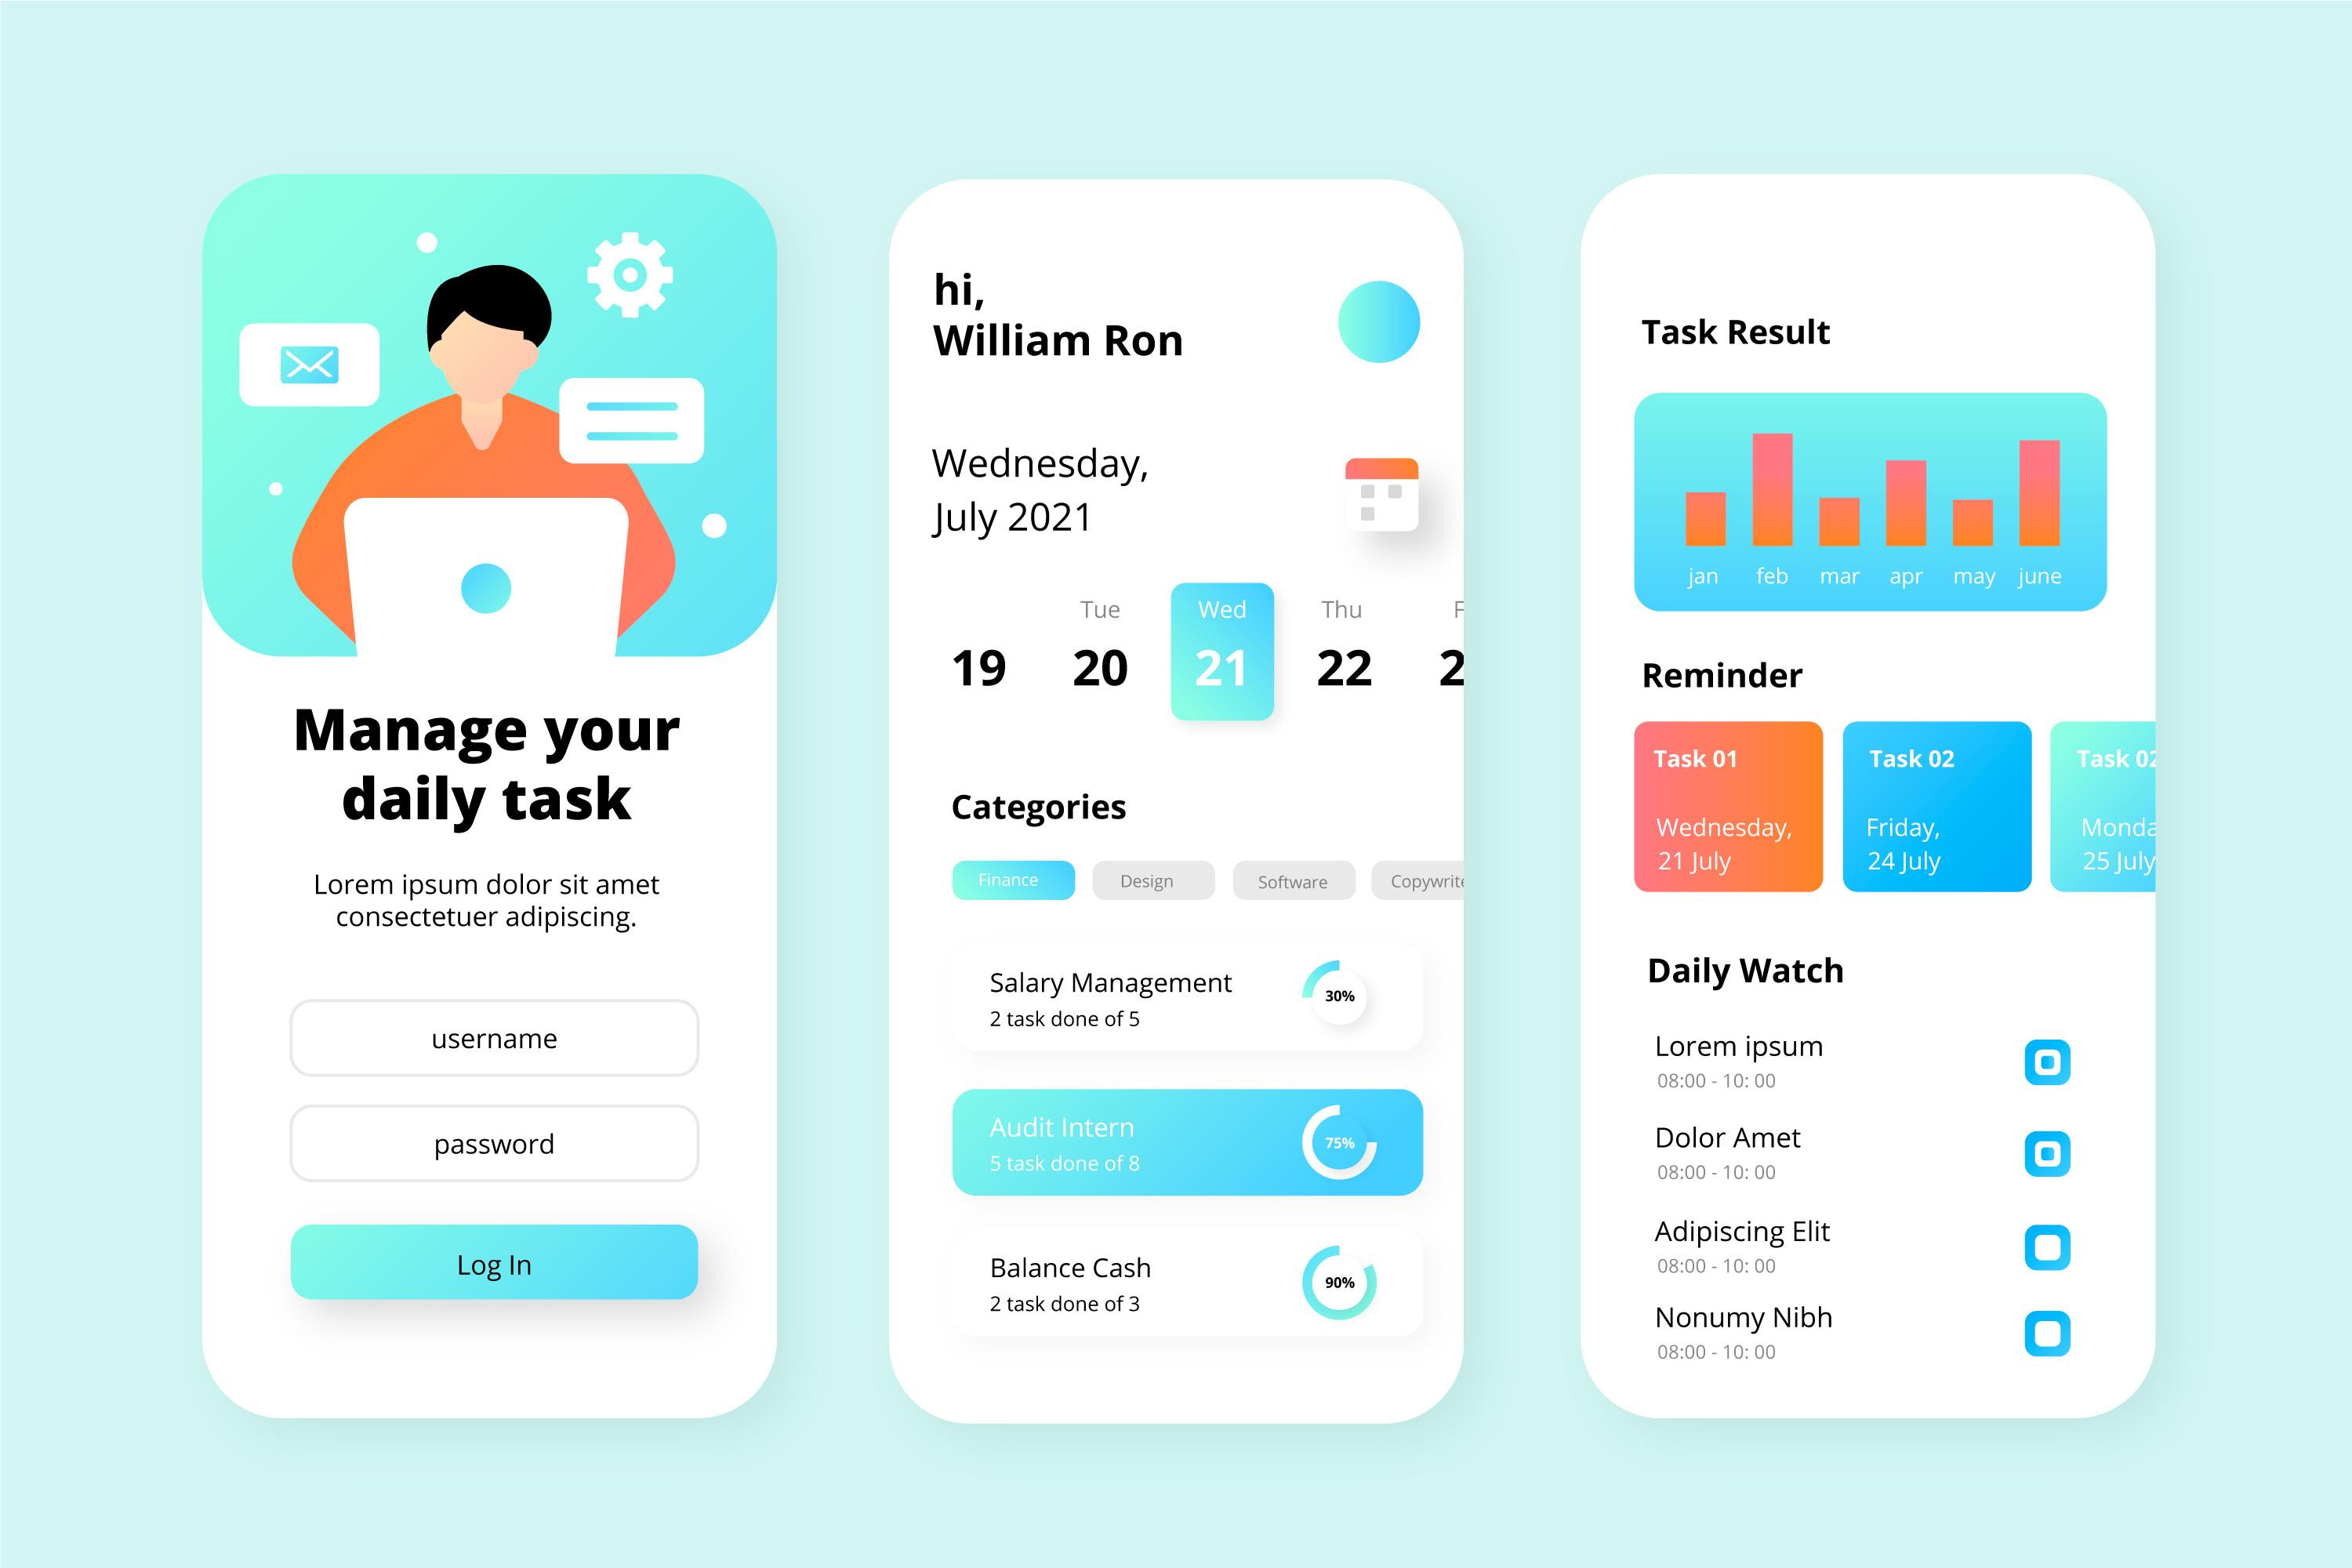 Manage your
daily task
Lorem ipsum dolor sit amet
consectetuer adipiscing.
username
password
Log In
hi,
William Ron
Wednesday,
July 2021
Tue Wed Thu F
19 20 21 22 2
Categories
Finance Design Software Copywrite
Salary Management
2 task done of 5
30%
Audit Intern
5 task done of 8
75%
Balance Cash
2 task done of 3
90%
Task Result
jan feb mar apr may june
Reminder
Task 01
Wednesday,
21 July
Task 02
Friday,
24 July
Task 02
Monda
25 July
Daily Watch
Lorem ipsum
08:00 - 10: 00
Dolor Amet
08:00 - 10: 00
Adipiscing Elit
08:00 - 10: 00
Nonumy Nibh
08:00 - 10: 00